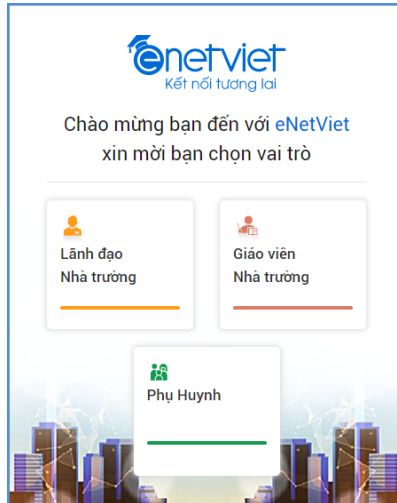 enetviet
Kết nối tương lai
Chào mừng bạn đến với eNetViet
xin mời bạn chọn vai trò
Lãnh đạo
Nhà trường
Giáo viên
Nhà trường
Phụ Huynh